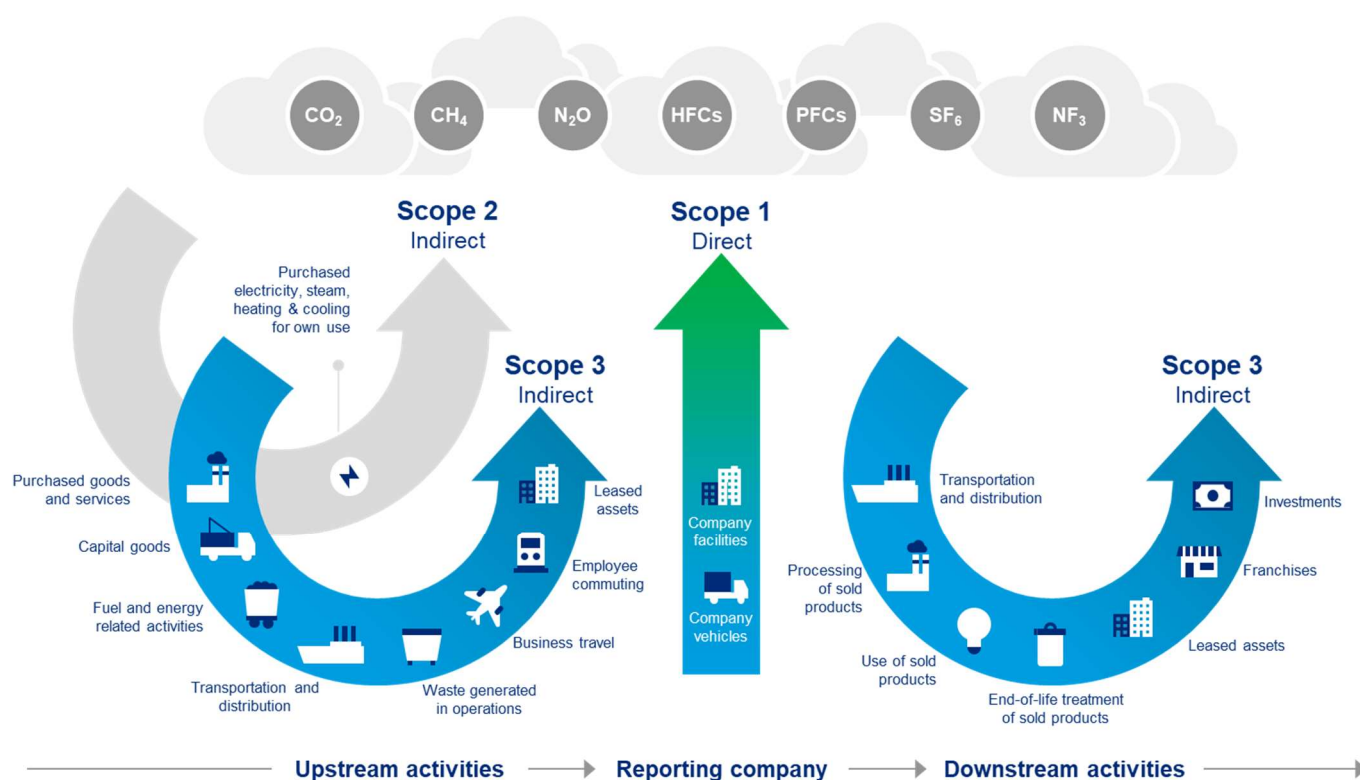 CO₂
CH₄
N₂O
HFCs
PFCs
SF₆
NF₃
Scope 2
Indirect
Purchased
electricity, steam,
heating & cooling
for own use
Scope 1
Direct
Scope 3
Indirect
Purchased goods
and services
Capital goods
Fuel and energy
related activities
Transportation and
distribution
Waste generated
in operations
Business travel
Employee
commuting
Leased
assets
Company
facilities
Company
vehicles
Scope 3
Indirect
Transportation
and distribution
Processing
of sold
products
Use of sold
products
End-of-life treatment
of sold products
Leased assets
Franchises
Investments
Upstream activities
Reporting company
Downstream activities